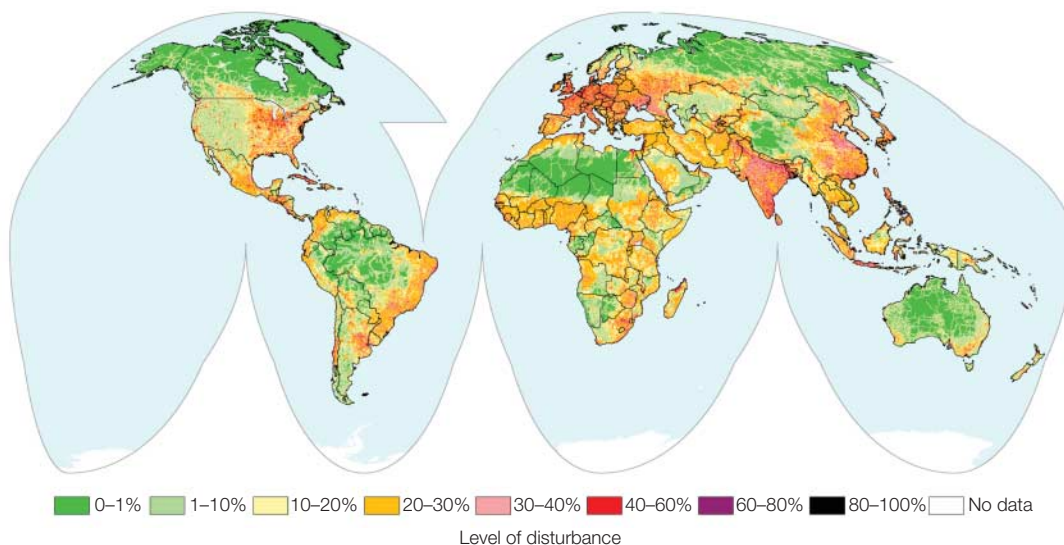 0–1% 1–10% 10–20% 20–30% 30–40% 40–60% 60–80% 80–100% No data
Level of disturbance